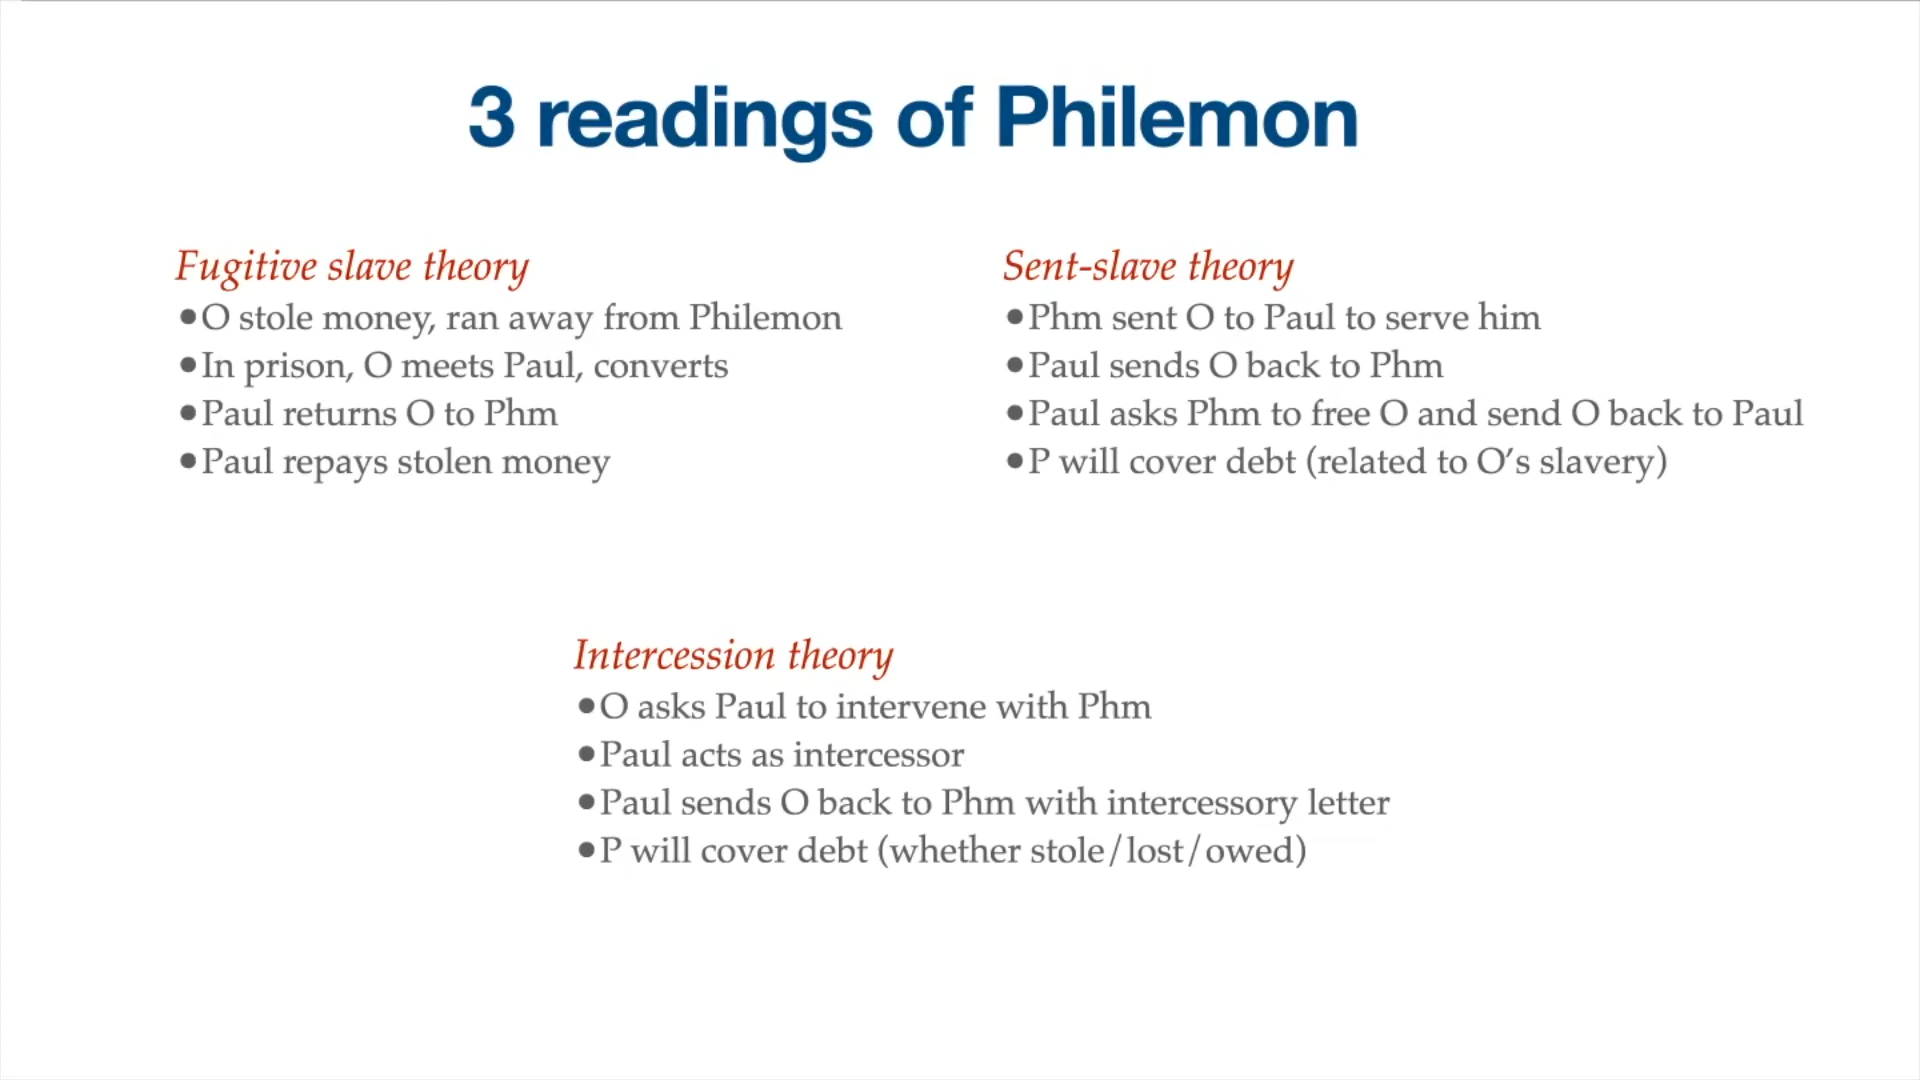 3 readings of Philemon
Fugitive slave theory
•O stole money, ran away from Philemon
•In prison, O meets Paul, converts
•Paul returns O to Phm
•Paul repays stolen money
Sent-slave theory
•Phm sent O to Paul to serve him
•Paul sends O back to Phm
•Paul asks Phm to free O and send O back to Paul
•P will cover debt (related to O’s slavery)
Intercession theory
•O asks Paul to intervene with Phm
•Paul acts as intercessor
•Paul sends O back to Phm with intercessory letter
•P will cover debt (whether stole/lost/owed)